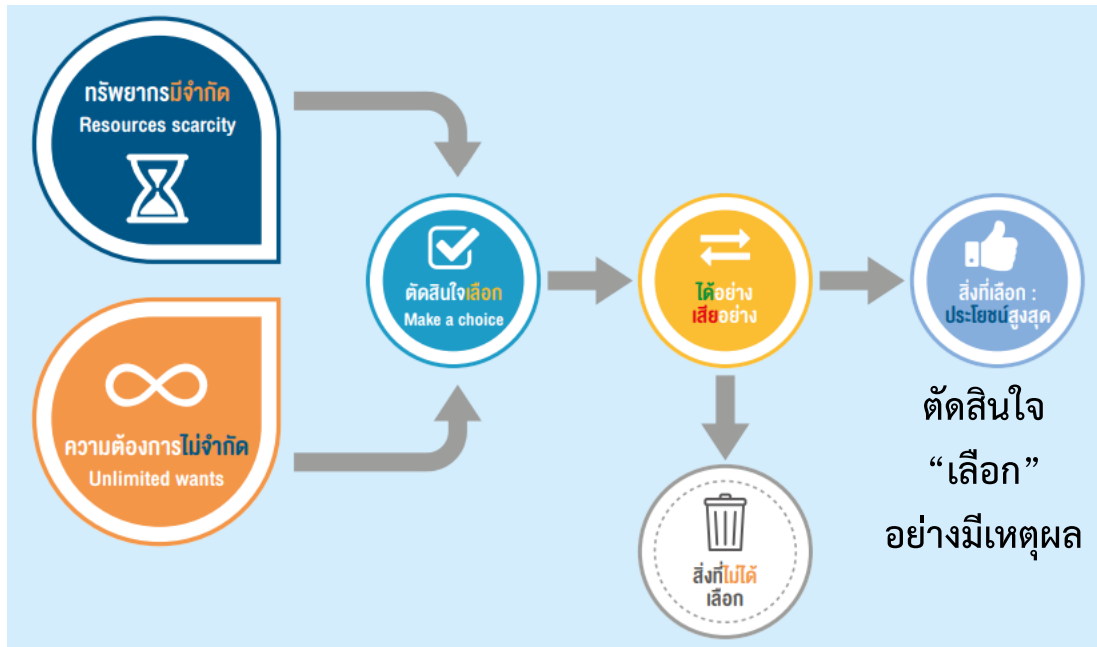 ทรัพยากรมีจำกัด
Resources scarcity
ความต้องการไม่จำกัด
Unlimited wants
ตัดสินใจเลือก
Make a choice
ได้อย่าง
เสียอย่าง
สิ่งที่ไม่ได้
เลือก
สิ่งที่เลือก :
ประโยชน์สูงสุด
ตัดสินใจ
“เลือก”
อย่างมีเหตุผล